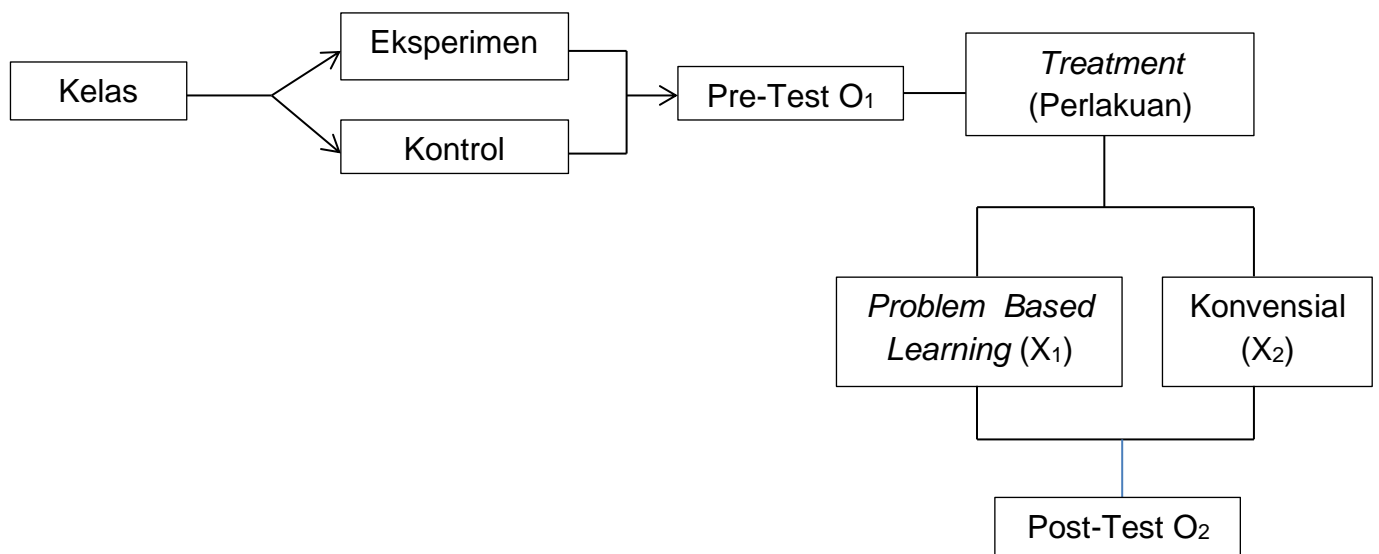 Kelas
Eksperimen
Kontrol
Pre-Test O₁
Treatment
(Perlakuan)
Problem Based
Learning (X₁)
Konvensial
(X₂)
Post-Test O₂